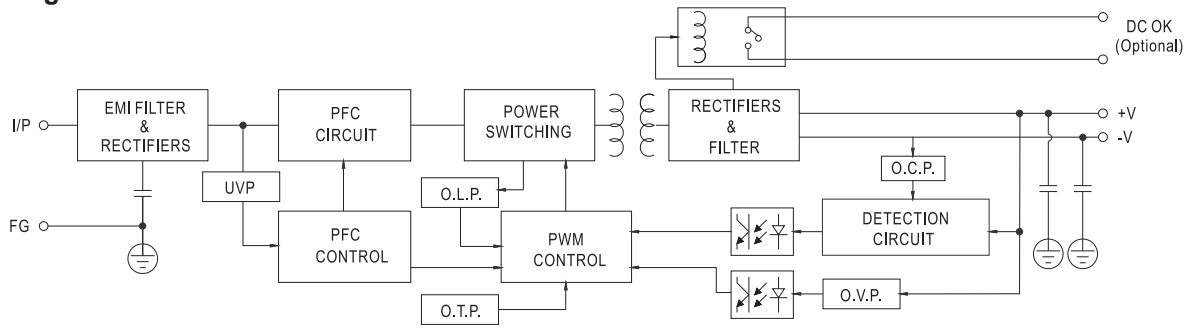 DC OK
(Optional)
EMI FILTER
&
RECTIFIERS
PFC
CIRCUIT
POWER
SWITCHING
RECTIFIERS
&
FILTER
I/P
+V
-V
UVP
O.L.P.
O.C.P.
FG
PFC
CONTROL
PWM
CONTROL
DETECTION
CIRCUIT
O.T.P.
O.V.P.